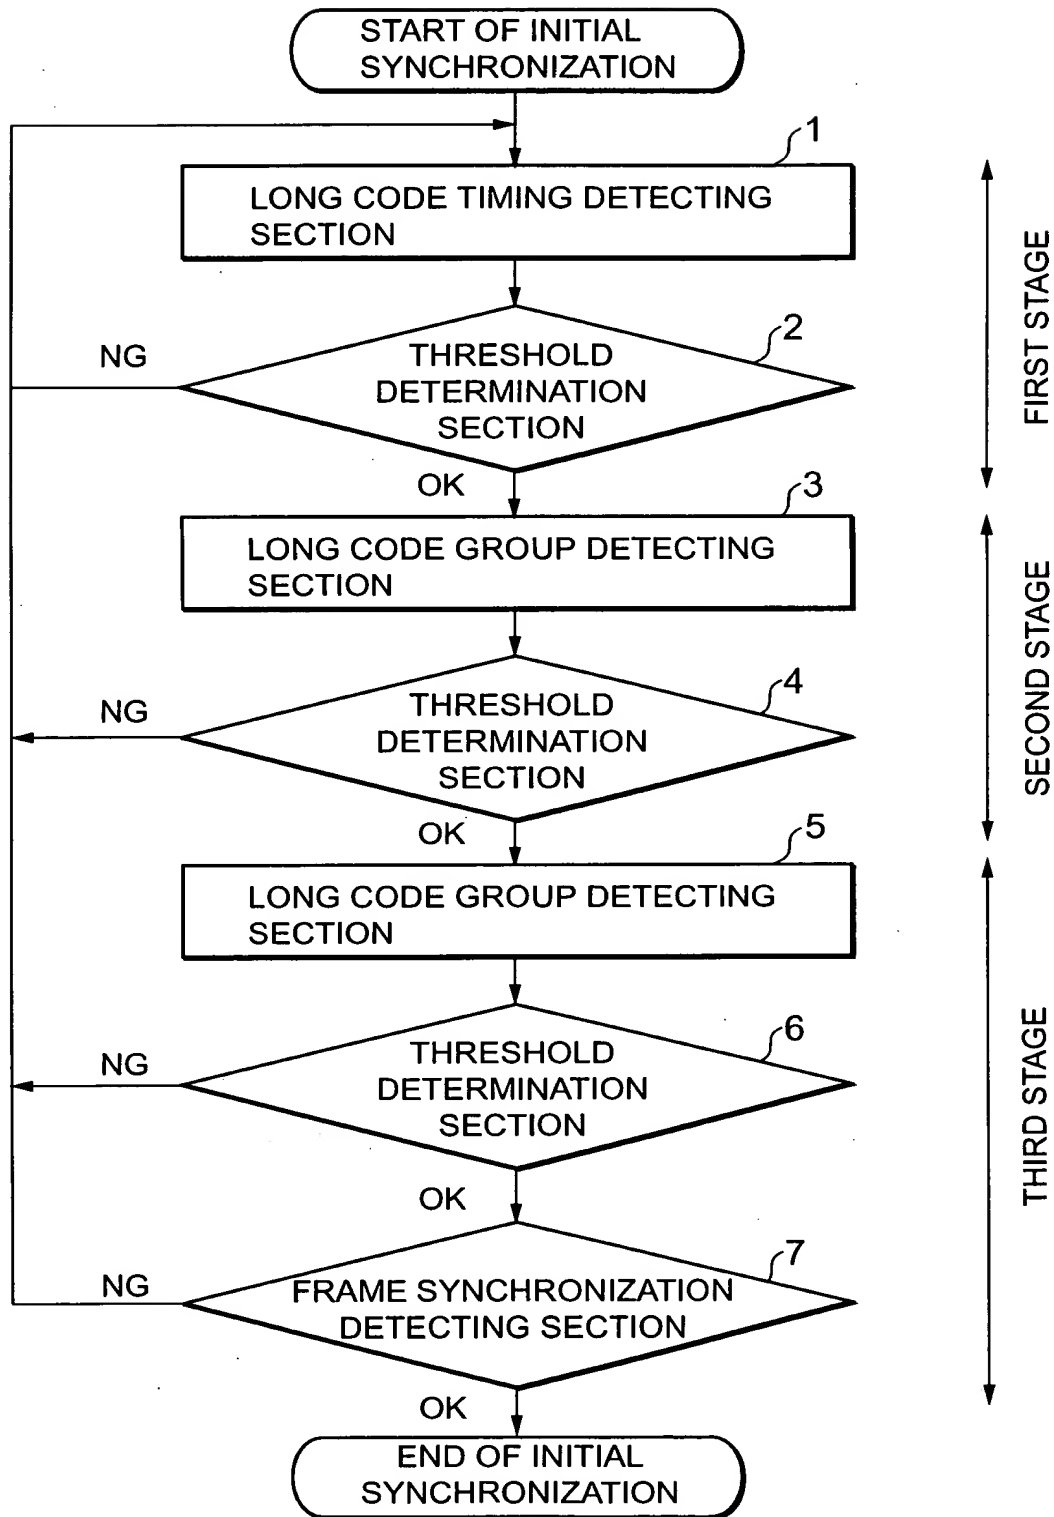 START OF INITIAL
SYNCHRONIZATION
1
LONG CODE TIMING DETECTING
SECTION
2
NG
THRESHOLD
DETERMINATION
SECTION
OK
FIRST STAGE
3
LONG CODE GROUP DETECTING
SECTION
4
NG
THRESHOLD
DETERMINATION
SECTION
OK
SECOND STAGE
5
LONG CODE GROUP DETECTING
SECTION
6
NG
THRESHOLD
DETERMINATION
SECTION
OK
7
NG
FRAME SYNCHRONIZATION
DETECTING SECTION
OK
THIRD STAGE
END OF INITIAL
SYNCHRONIZATION